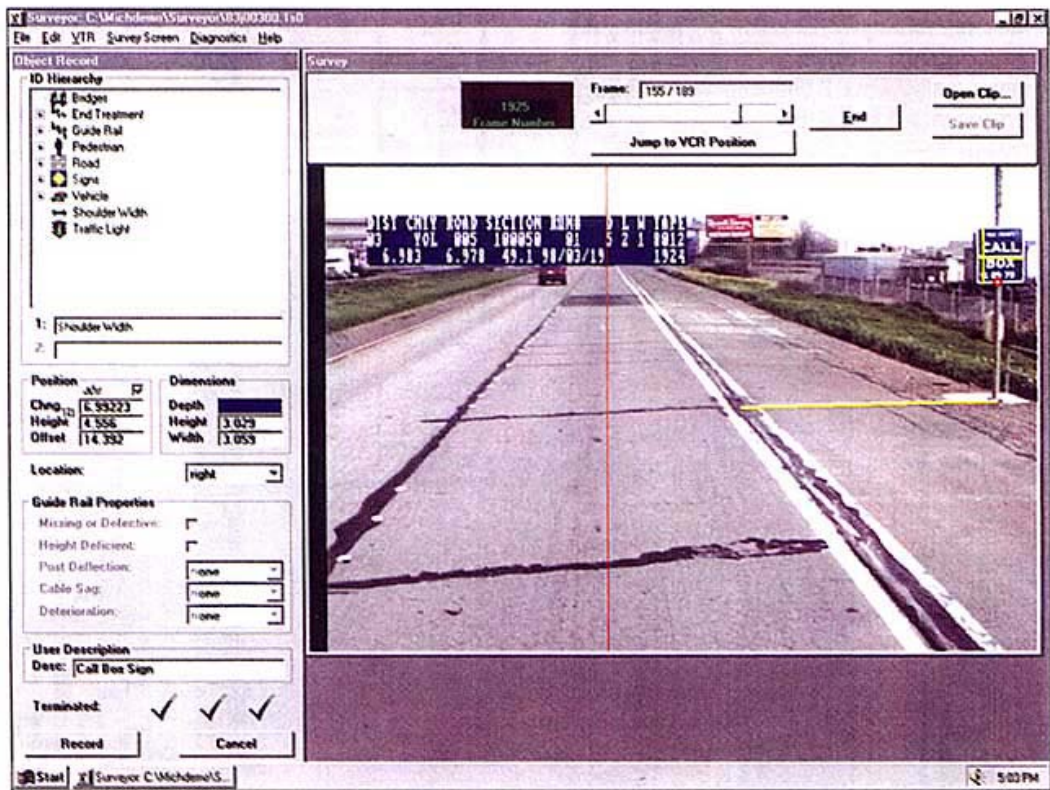 Surveyor: C:\Michdemo\Surveyor\03\00300.1s0
File Edit VTR Survey Screen Diagnostics Help
Object Record
ID Hierarchy
Bridges
End Treatment
Guide Rail
Pedestrian
Road
Signs
Vehicle
Shoulder Width
Traffic Light
1: Shoulder Width
2:
Position
Chng.
6.99223
Height 4.556
Offset 14.392
Dimensions
Depth
Height 3.029
Width 3.059
Location: right
Guide Rail Properties
Missing or Defective:
Height Deficient:
Post Deflection: none
Cable Sag: none
Deterioration: none
User Description
Desc: Call Box Sign
Terminated:
Record Cancel
Survey
1925
Frame Number
Frame: 155 / 189
End
Open Clip...
Save Clip
Jump to VCR Position
DIST CNTY ROAD SECTION RUN# D L W TAPE
03 YOL 005 100050 01 5 2 1 0012
6.983 6.978 49.1 98/03/19 1924
CALL
BOX
Start Surveyor C:\Michdemo\S...
5:03 PM